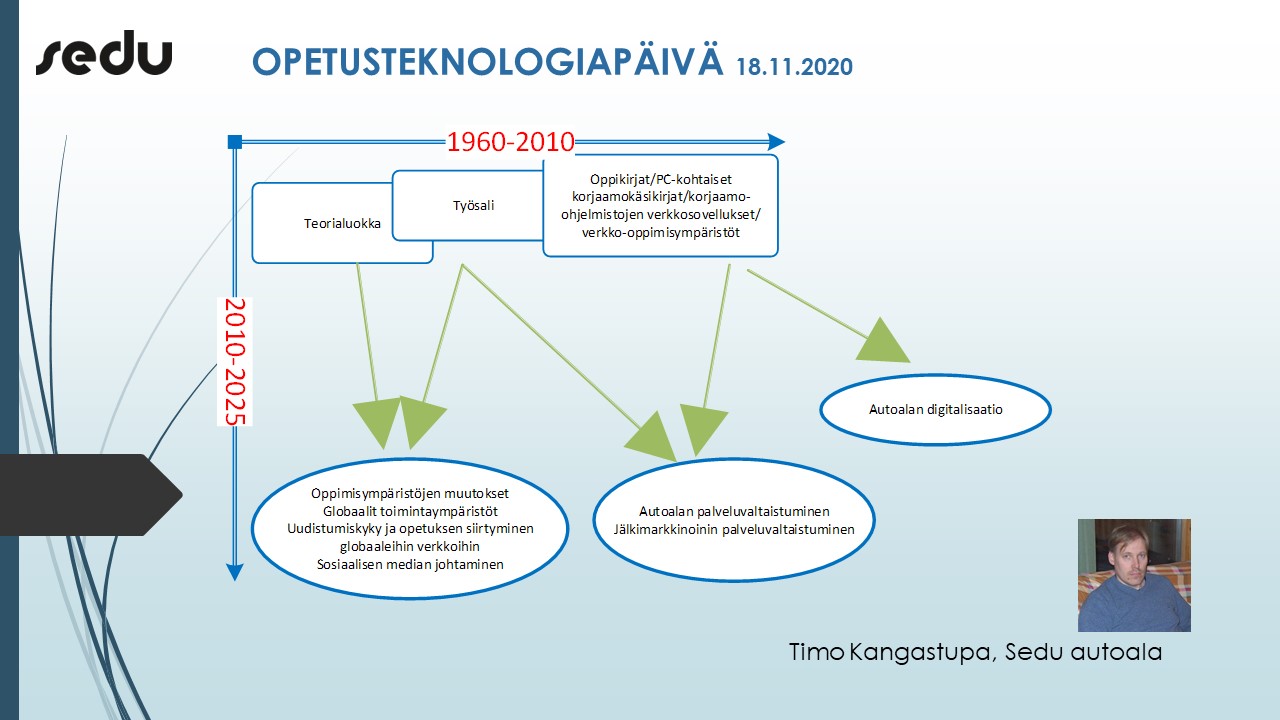 sedu
OPETUSTEKNOLOGIAPÄIVÄ 18.11.2020
1960-2010
2010-2025
Teorialuokka
Työsali
Oppikirjat/PC-kohtaiset
korjaamokäsikirjat/korjaamo-
ohjelmistojen verkkosovellukset/
verkko-oppimisympäristöt
Autoalan digitalisaatio
Oppimisympäristöjen muutokset
Globaalit toimintaympäristöt
Uudistumiskyky ja opetuksen siirtyminen
globaaleihin verkkoihin
Sosiaalisen median johtaminen
Autoalan palveluvaltaistuminen
Jälkimarkkinoinin palveluvaltaistuminen
Timo Kangastupa, Sedu autoala